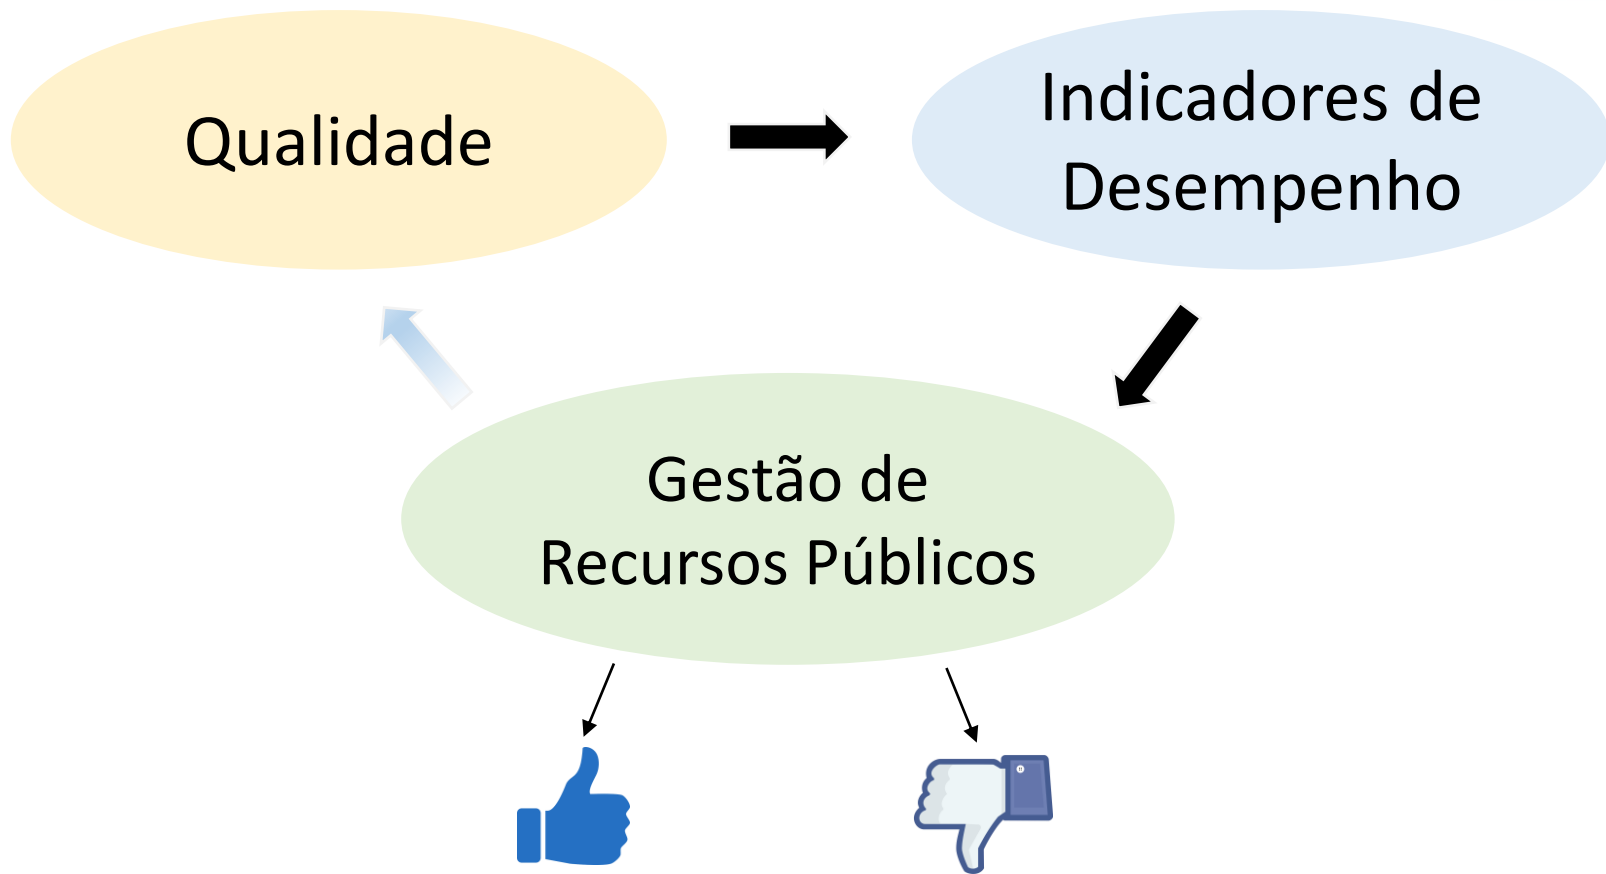 Qualidade
Indicadores de
Desempenho
Gestão de
Recursos Públicos